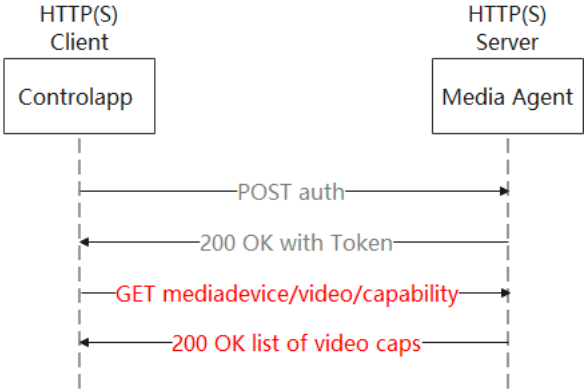 HTTP(S)
Client
HTTP(S)
Server
Controlapp
Media Agent
POST auth
200 OK with Token
GET mediadevice/video/capability
200 OK list of video caps